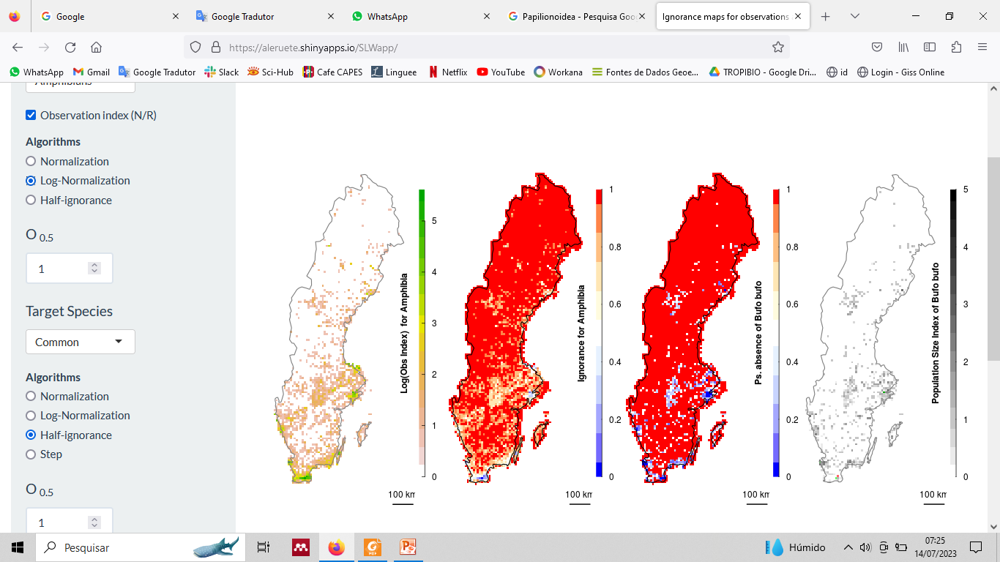 Google
Google Tradutor
WhatsApp
Papilionoidea - Pesquisa Goo
Ignorance maps for observations
https://aleruete.shinyapps.io/SLWapp/
WhatsApp
Gmail
Google Tradutor
Slack
Sci-Hub
Cafe CAPES
Linguee
Netflix
YouTube
Workana
Fontes de Dados Geoe...
TROPIBIO - Google Dri...
id
Login - Giss Online
Amphibians
Observation index (N/R)
Algorithms
Normalization
Log-Normalization
Half-ignorance
O 0.5
1
Target Species
Common
Algorithms
Normalization
Log-Normalization
Half-ignorance
Step
O 0.5
1
5
4
3
2
1
0
Log(Obs Index) for Amphibia
100 km
1
0.8
0.6
0.4
0.2
0
Ignorance for Amphibia
100 km
1
0.8
0.6
0.4
0.2
0
Ps. absence of Bufo bufo
100 km
5
4
3
2
1
0
Population Size Index of Bufo bufo
100 km
Pesquisar
PDF
Húmido
07:25
14/07/2023